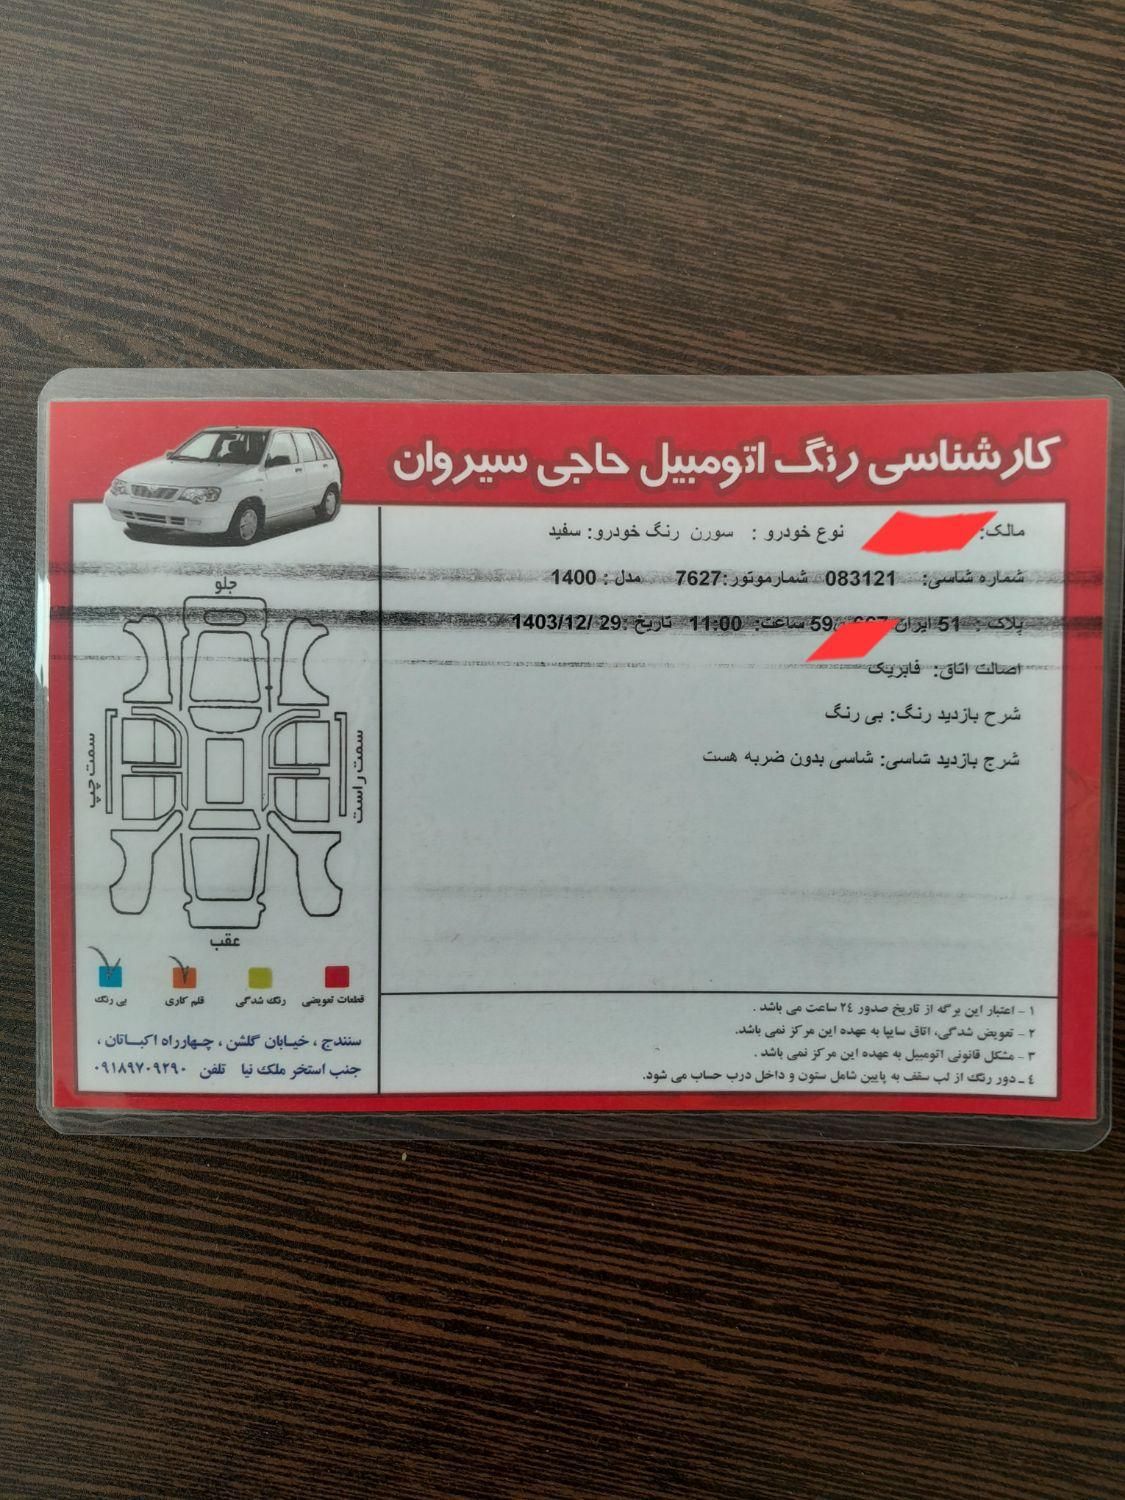 کارشناسی رنگ اتومبیل حاجی سیروان
مالک: نوع خودرو : سورن رنگ خودرو: سفید
شماره شاسی: 083121 شمارموتور:7627 مدل : 1400
پلاک : 51 ایران 59 ساعت: 11:00 تاریخ :29 /1403/12
اصالت اتاق: فابریک
شرح بازدید رنگ: بی رنگ
شرح بازدید شاسی: شاسی بدون ضربه هست
جلو
سمت چپ
سمت راست
عقب
قطعات تعویضی رنگ شدگی قلم کاری بی رنگ
سنندج ، خیابان گلشن ، چهارراه اکباتان ،
جنب استخر ملک نیا تلفن ۰۹۱۸۹۷۰۹۲۹۰
۱ - اعتبار این برگه از تاریخ صدور ۲۴ ساعت می باشد .
۲ - تعویض شدگی، اتاق سایپا به عهده این مرکز نمی باشد.
۳ - مشکل قانونی اتومبیل به عهده این مرکز نمی باشد .
۴ - دور رنگ از لب سقف به پایین شامل ستون و داخل درب حساب می شود.